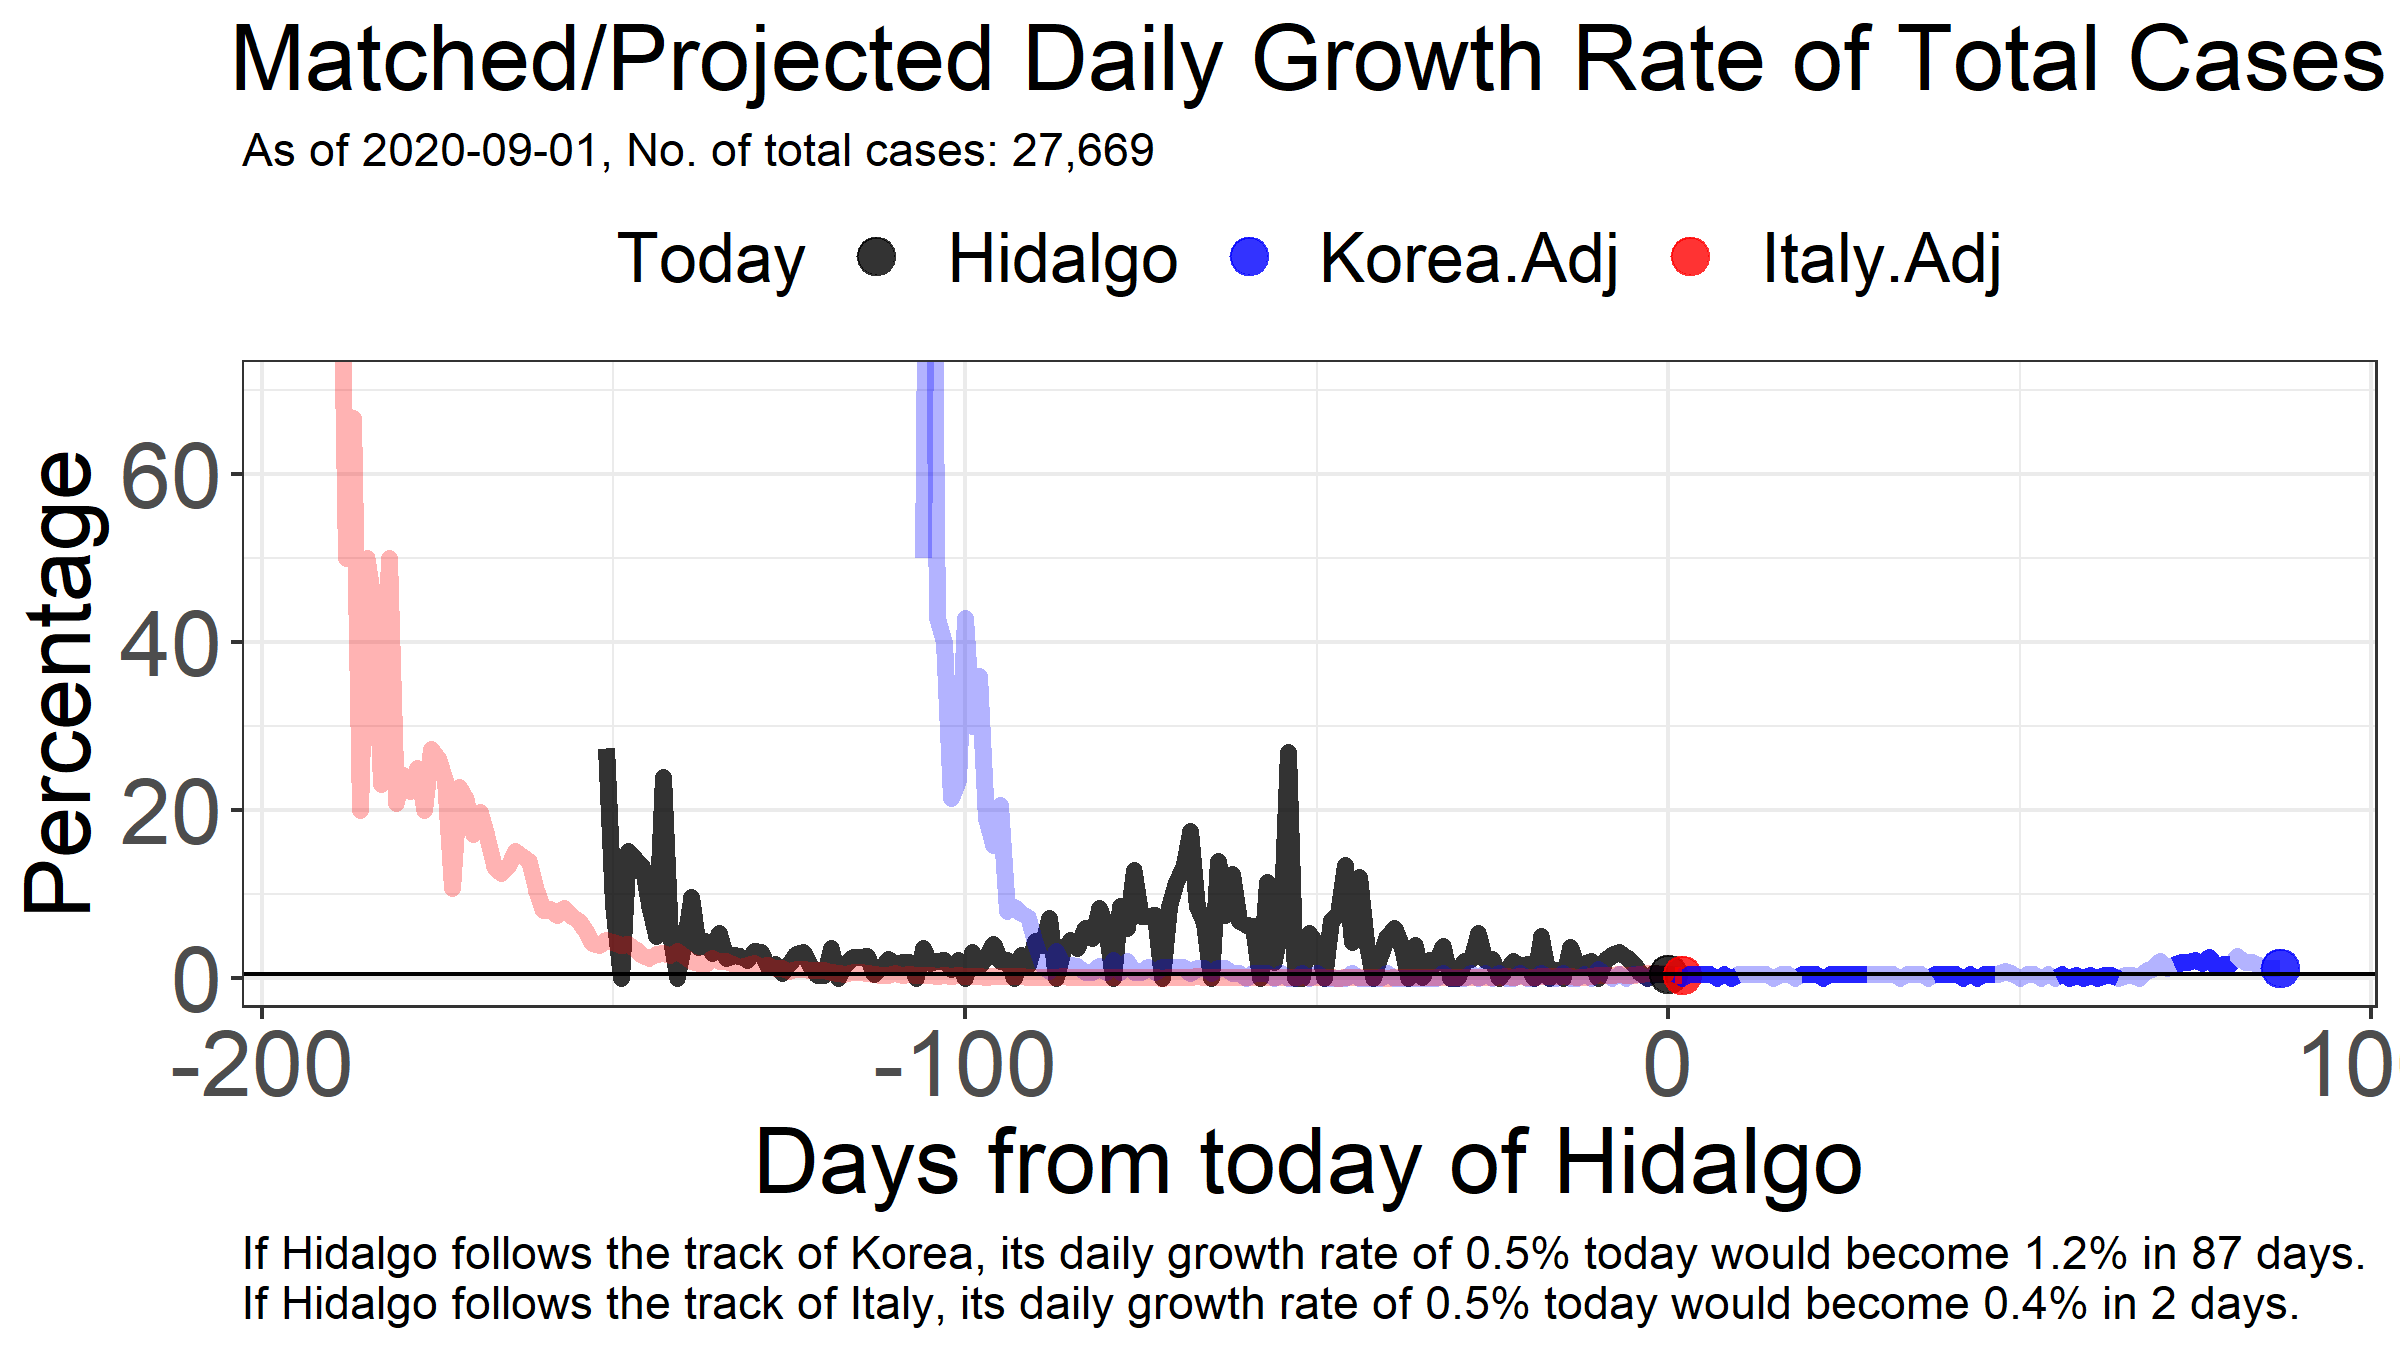 Matched/Projected Daily Growth Rate of Total Cases
As of 2020-09-01, No. of total cases: 27,669
Today Hidalgo Korea.Adj Italy.Adj
Percentage
60
40
20
0
-200 -100 0
Days from today of Hidalgo
If Hidalgo follows the track of Korea, its daily growth rate of 0.5% today would become 1.2% in 87 days.
If Hidalgo follows the track of Italy, its daily growth rate of 0.5% today would become 0.4% in 2 days.